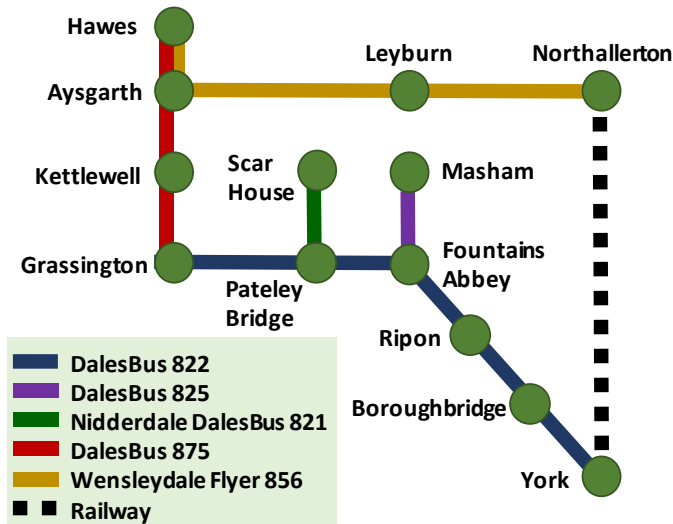 Hawes
Leyburn
Northallerton
Aysgarth
Scar
House
Masham
Kettlewell
Grassington
Pateley
Bridge
Fountains
Abbey
Ripon
Boroughbridge
York
DalesBus 822
DalesBus 825
Nidderdale DalesBus 821
DalesBus 875
Wensleydale Flyer 856
Railway